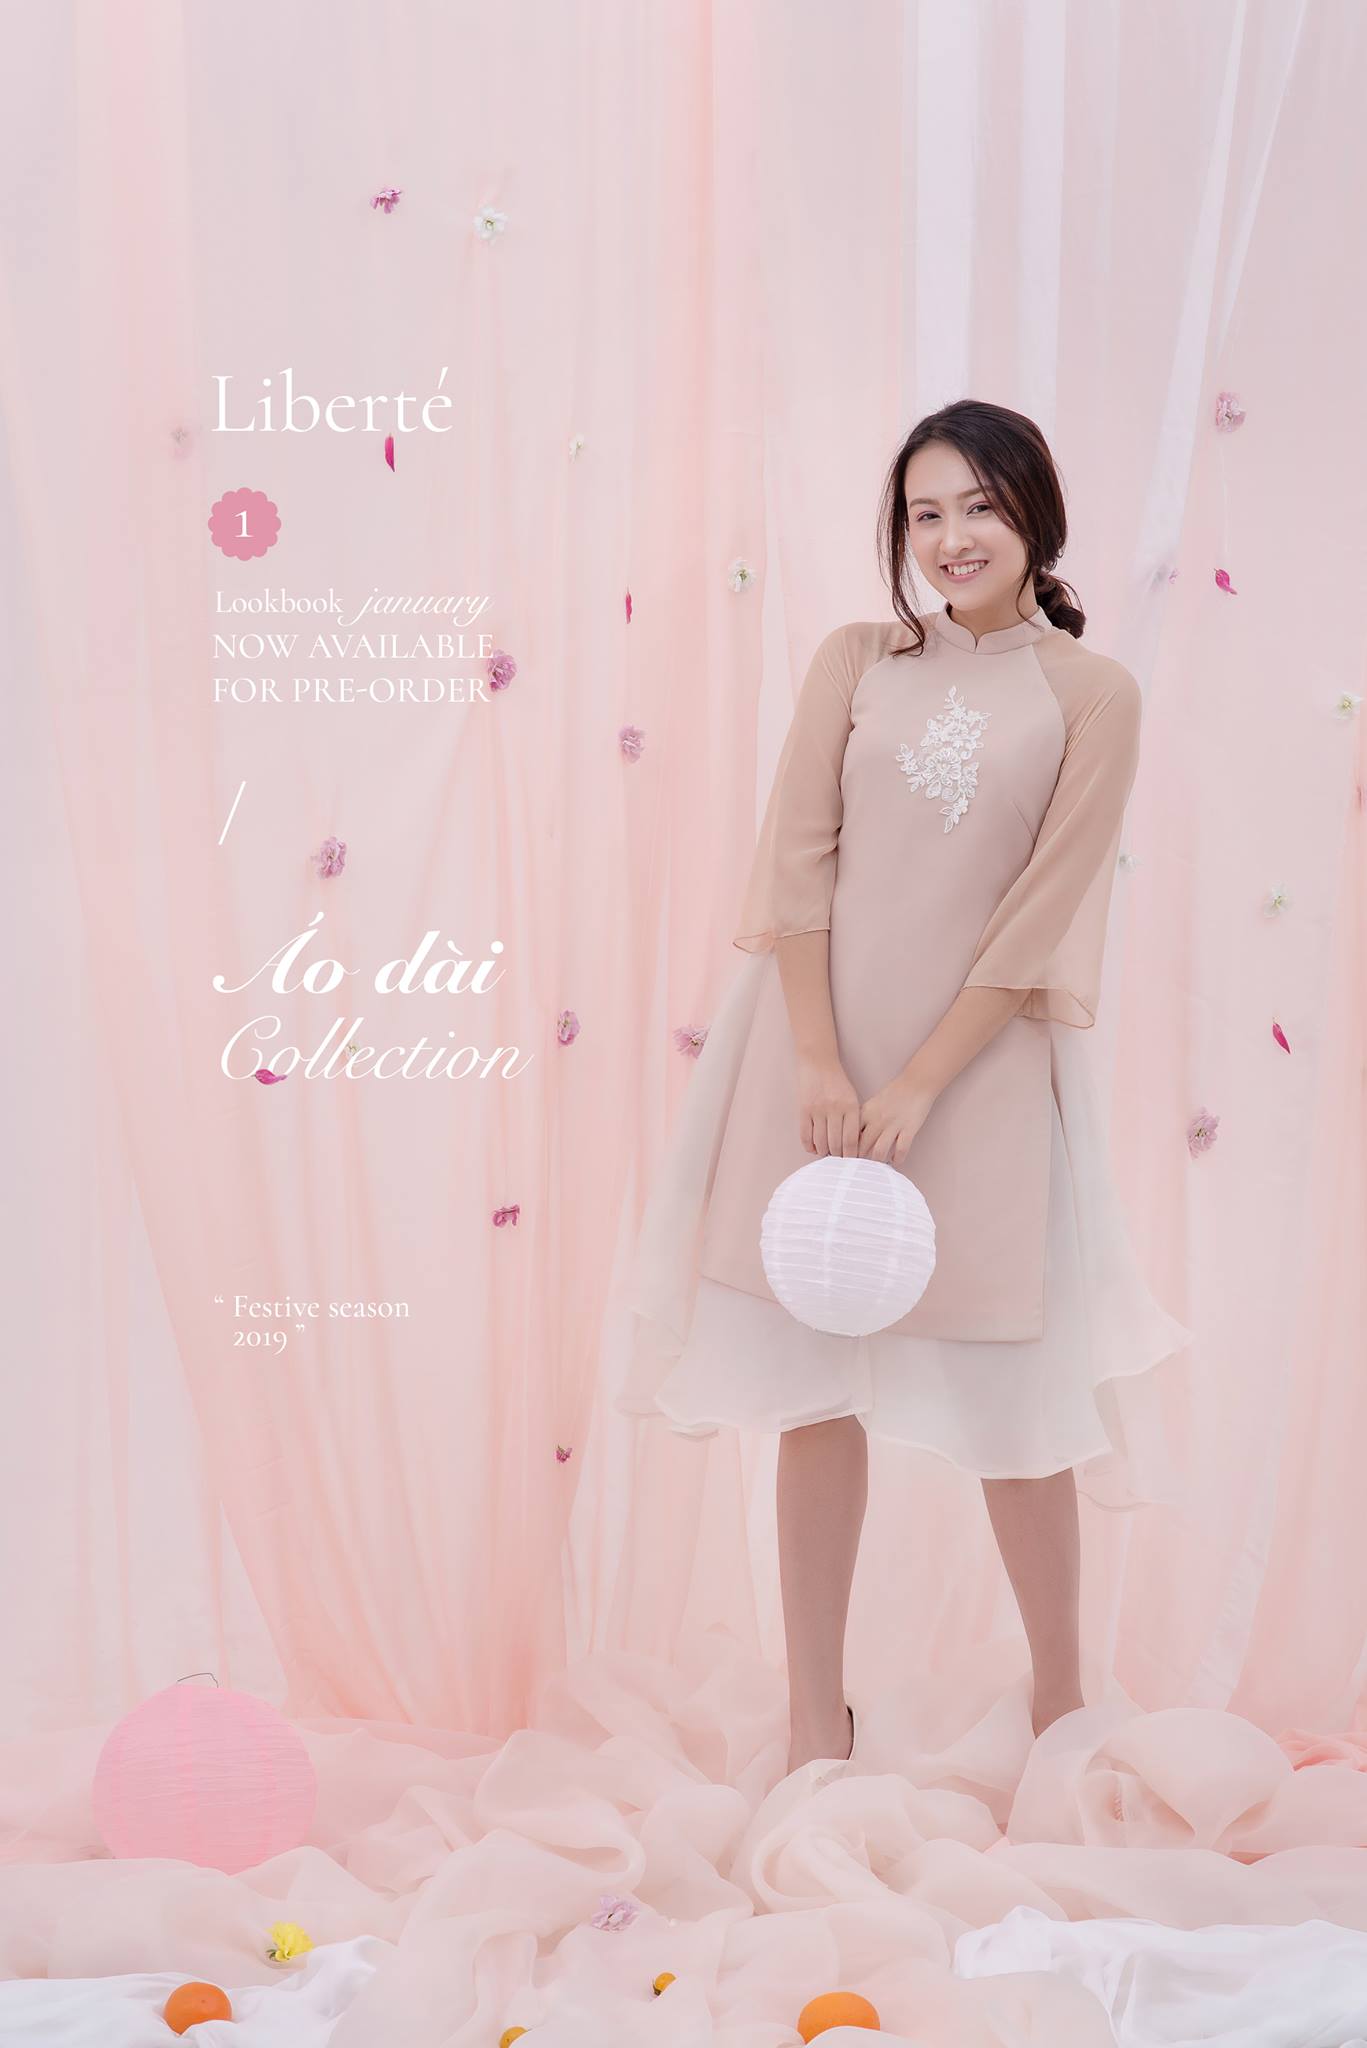 Liberté
1
Lookbook january
NOW AVAILABLE
FOR PRE-ORDER
/
Áo dài
Collection
“ Festive season
2019 ”